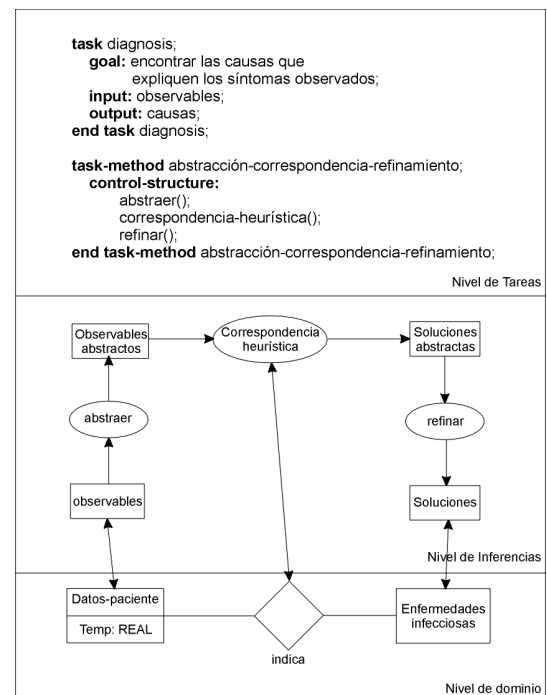 task diagnosis;
goal: encontrar las causas que
expliquen los síntomas observados;
input: observables;
output: causas;
end task diagnosis;
task-method abstracción-correspondencia-refinamiento;
control-structure:
abstraer();
correspondencia-heurística();
refinar();
end task-method abstracción-correspondencia-refinamiento;
Nivel de Tareas
Observables
abstractos
Correspondencia
heurística
Soluciones
abstractas
abstraer
refinar
observables
Soluciones
Nivel de Inferencias
Datos-paciente
Temp: REAL
indica
Enfermedades
infecciosas
Nivel de dominio